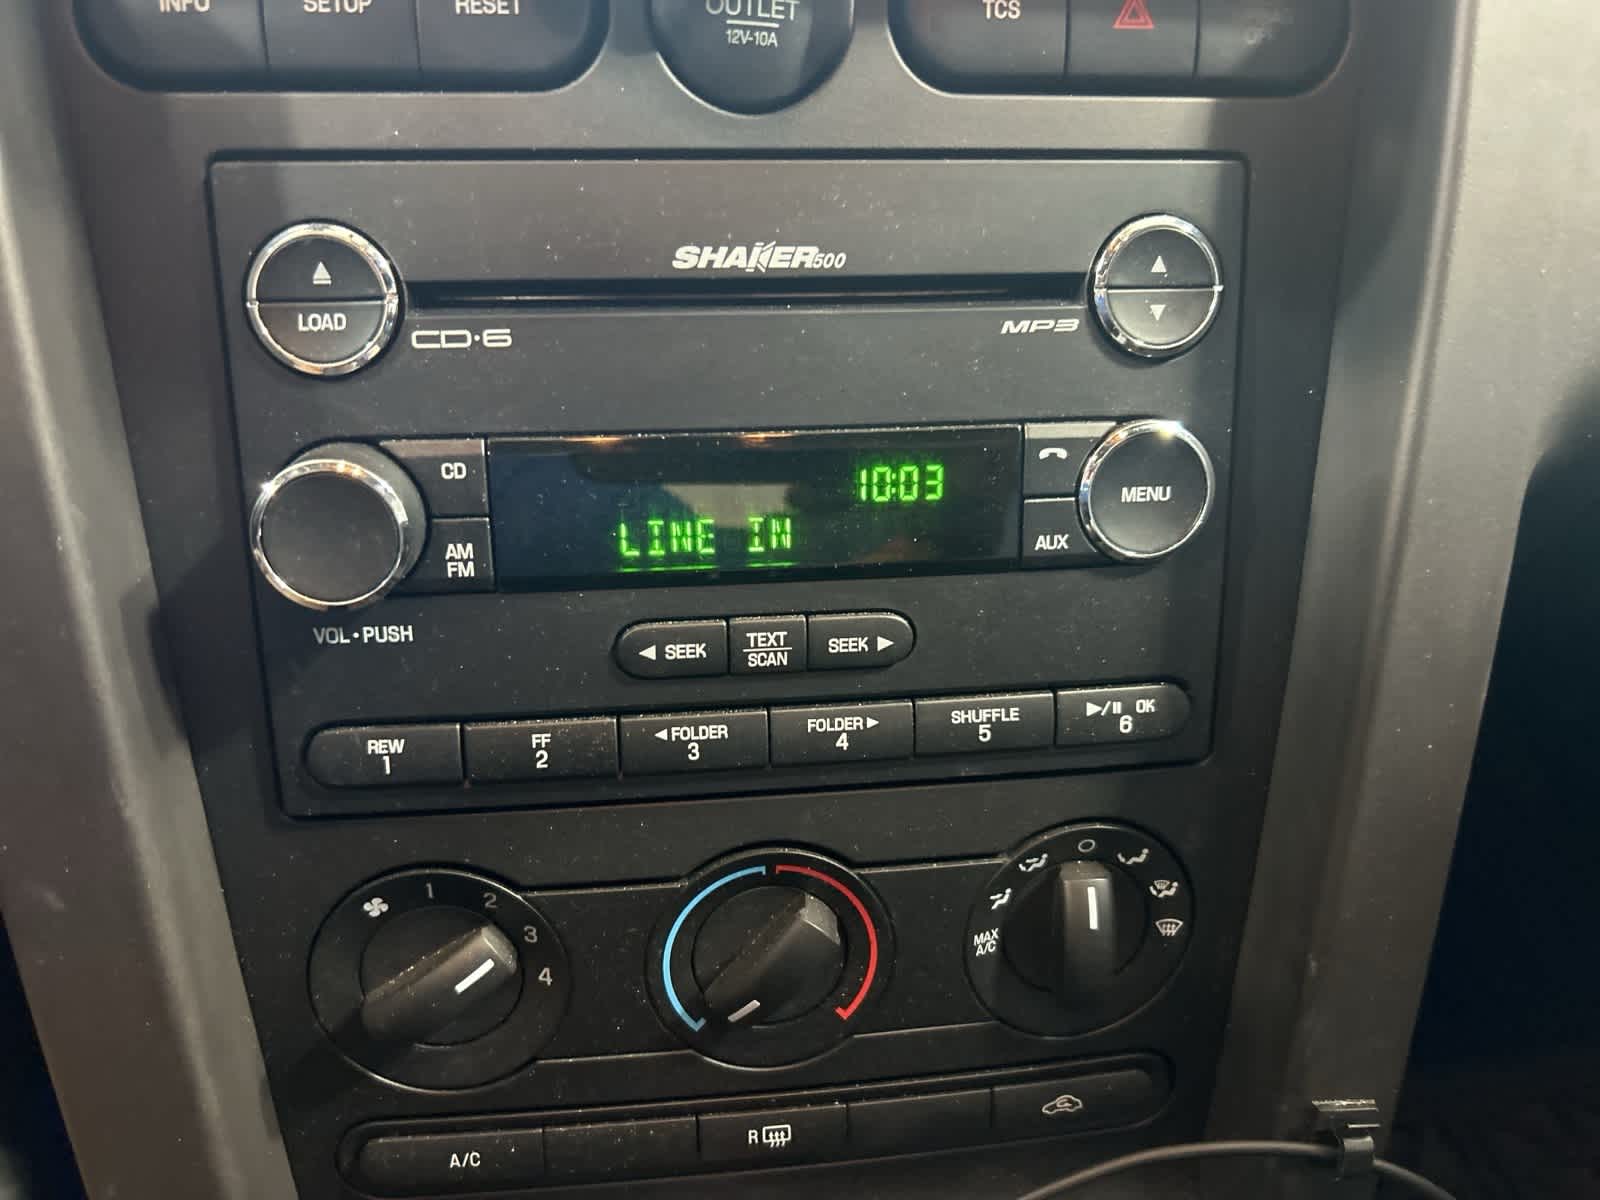 INFO SETUP RESET
OUTLET
12V-10A
TCS
SHAKER500
LOAD
CD·6
MP3
CD
10:03
MENU
LINE IN
AM
FM
AUX
VOL•PUSH
SEEK
TEXT
SCAN
SEEK
REW
1
FF
2
FOLDER
3
FOLDER
4
SHUFFLE
5
OK
6
1 2 3 4
MAX
A/C
A/C
R